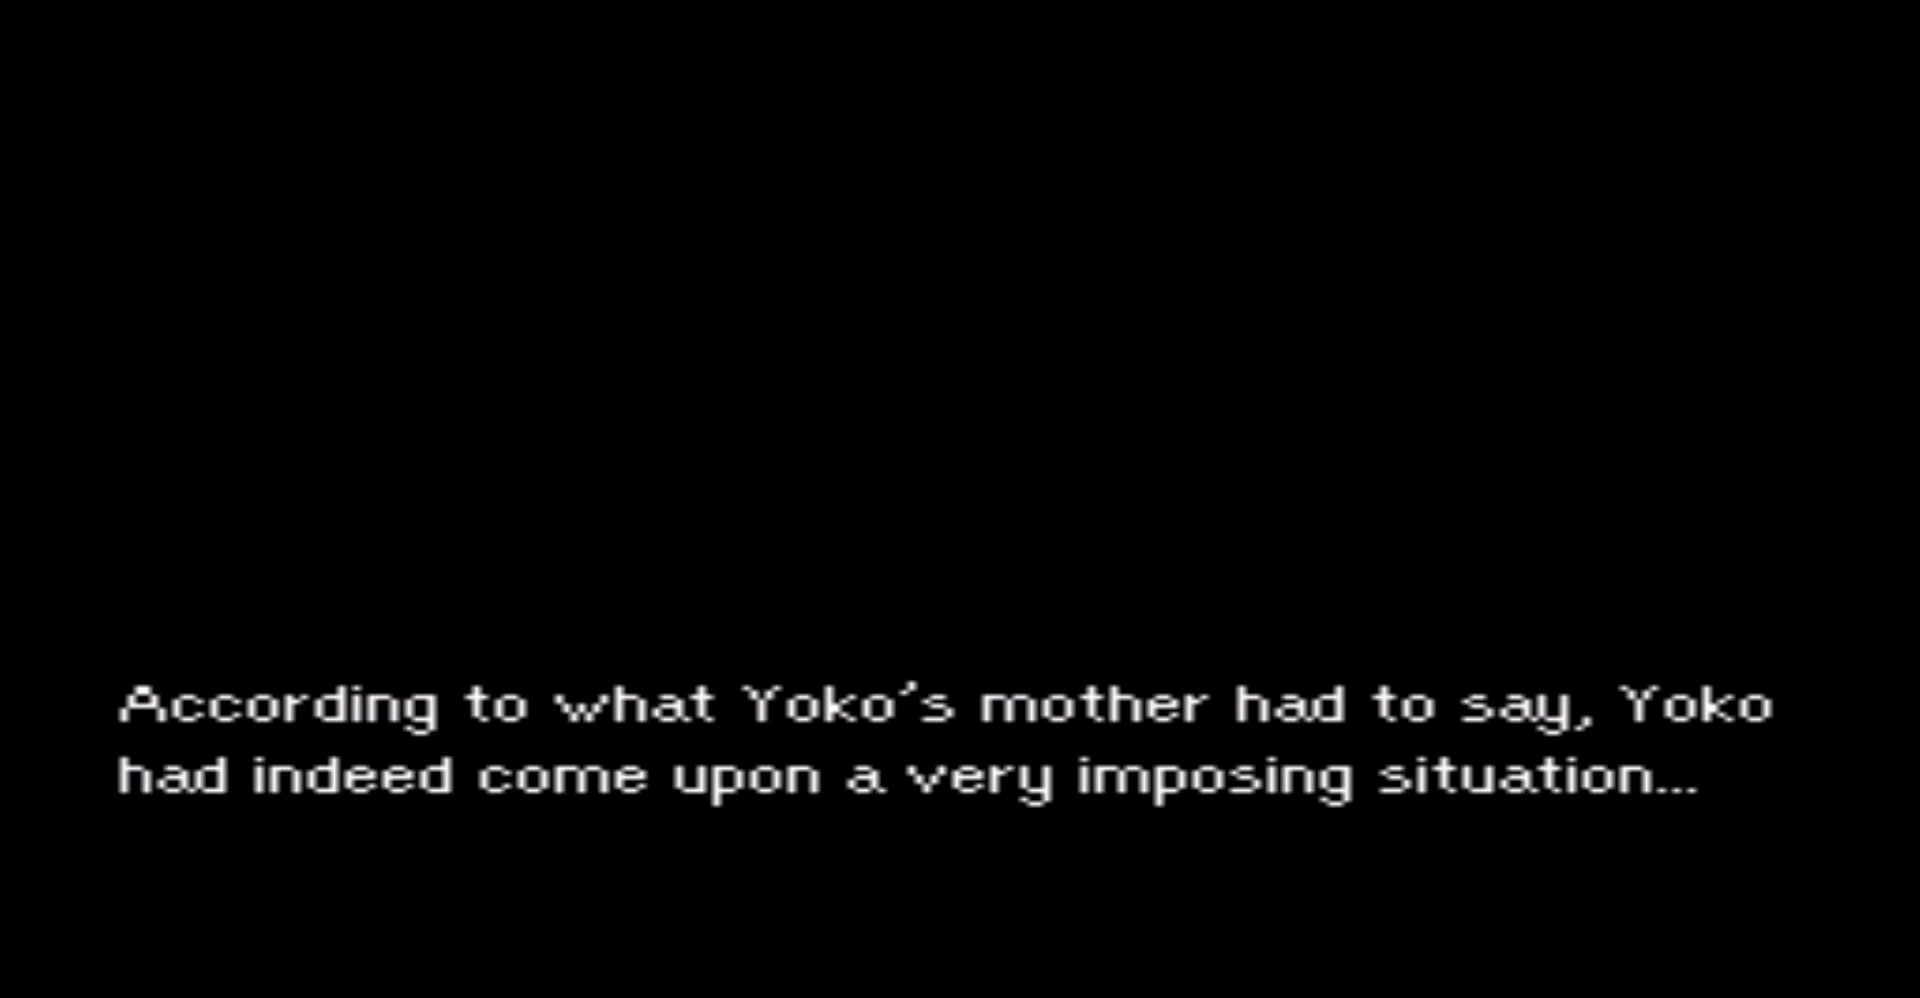 According to what Yoko's mother had to say, Yoko
had indeed come upon a very imposing situation...